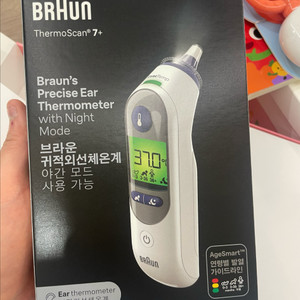 BRAUN
ThermoScan® 7+
Braun's
Precise Ear
Thermometer
with Night
Mode
브라운
귀적외선체온계
야간 모드
사용 가능
37.0
BRAUN
AgeSmart™
연령별 발열
가이드라인
Ear thermometer